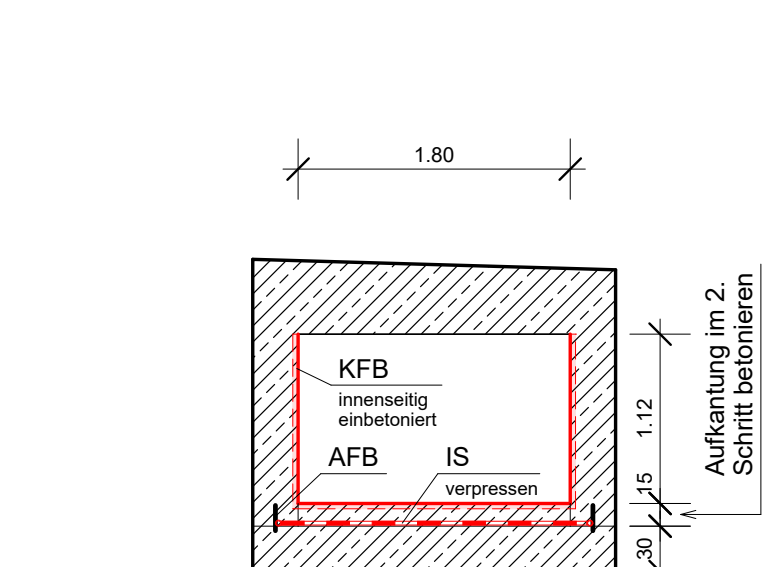 1.80
KFB
innenseitig
einbetoniert
AFB
IS
verpressen
1.12
15
30
Aufkantung im 2.
Schritt betonieren